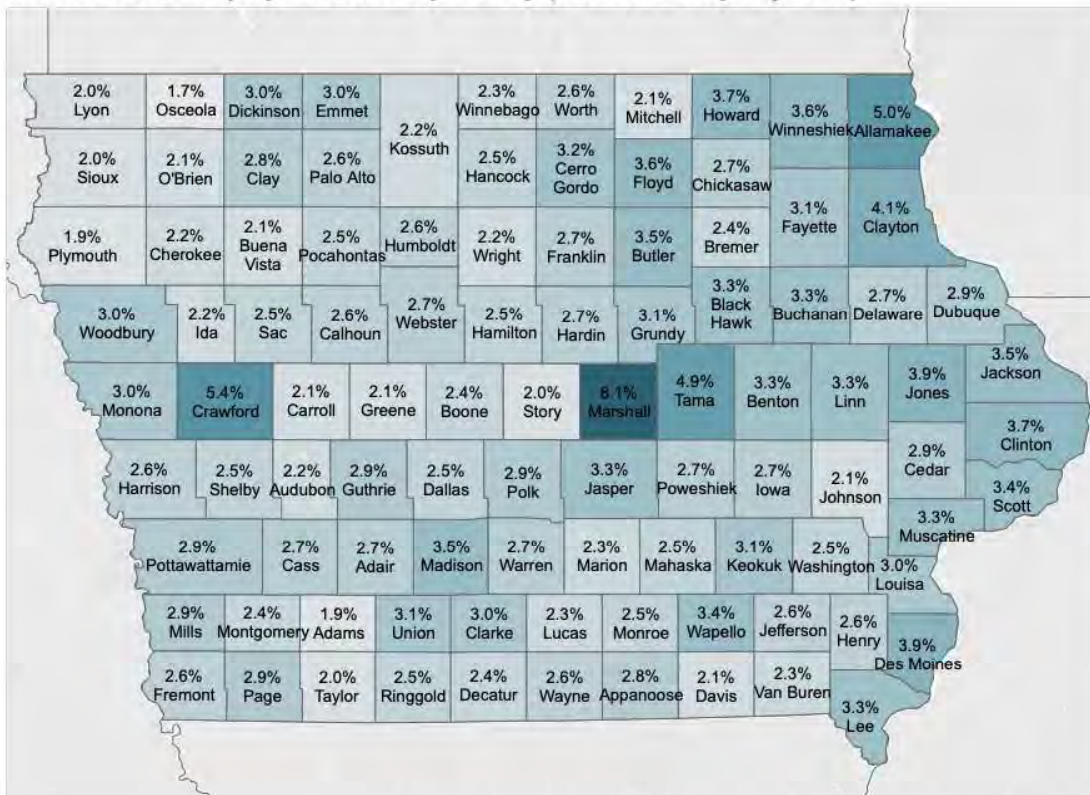 2.0%
Lyon
1.7%
Osceola
3.0%
Dickinson
3.0%
Emmet
2.2%
Kossuth
2.3%
Winnebago
2.6%
Worth
2.1%
Mitchell
3.7%
Howard
3.6%
Winneshiek
5.0%
Allamakee
2.0%
Sioux
2.1%
O'Brien
2.8%
Clay
2.6%
Palo Alto
2.5%
Hancock
3.2%
Cerro
Gordo
3.6%
Floyd
2.7%
Chickasaw
3.1%
Fayette
4.1%
Clayton
1.9%
Plymouth
2.2%
Cherokee
2.1%
Buena
Vista
2.5%
Pocahontas
2.6%
Humboldt
2.2%
Wright
2.7%
Franklin
3.5%
Butler
2.4%
Bremer
3.0%
Woodbury
2.2%
Ida
2.5%
Sac
2.6%
Calhoun
2.7%
Webster
2.5%
Hamilton
2.7%
Hardin
3.1%
Grundy
3.3%
Black
Hawk
3.3%
Buchanan
2.7%
Delaware
2.9%
Dubuque
3.0%
Monona
5.4%
Crawford
2.1%
Carroll
2.1%
Greene
2.4%
Boone
2.0%
Story
8.1%
Marshall
4.9%
Tama
3.3%
Benton
3.3%
Linn
3.9%
Jones
3.5%
Jackson
3.7%
Clinton
2.6%
Harrison
2.5%
Shelby
2.2%
Audubon
2.9%
Guthrie
2.5%
Dallas
2.9%
Polk
3.3%
Jasper
2.7%
Poweshiek
2.7%
Iowa
2.1%
Johnson
2.9%
Cedar
3.4%
Scott
3.3%
Muscatine
2.9%
Pottawattamie
2.7%
Cass
2.7%
Adair
3.5%
Madison
2.7%
Warren
2.3%
Marion
2.5%
Mahaska
3.1%
Keokuk
2.5%
Washington
3.0%
Louisa
2.9%
Mills
2.4%
Montgomery
1.9%
Adams
3.1%
Union
3.0%
Clarke
2.3%
Lucas
2.5%
Monroe
3.4%
Wapello
2.6%
Jefferson
2.6%
Henry
3.9%
Des Moines
2.6%
Fremont
2.9%
Page
2.0%
Taylor
2.5%
Ringgold
2.4%
Decatur
2.6%
Wayne
2.8%
Appanoose
2.1%
Davis
2.3%
Van Buren
3.3%
Lee